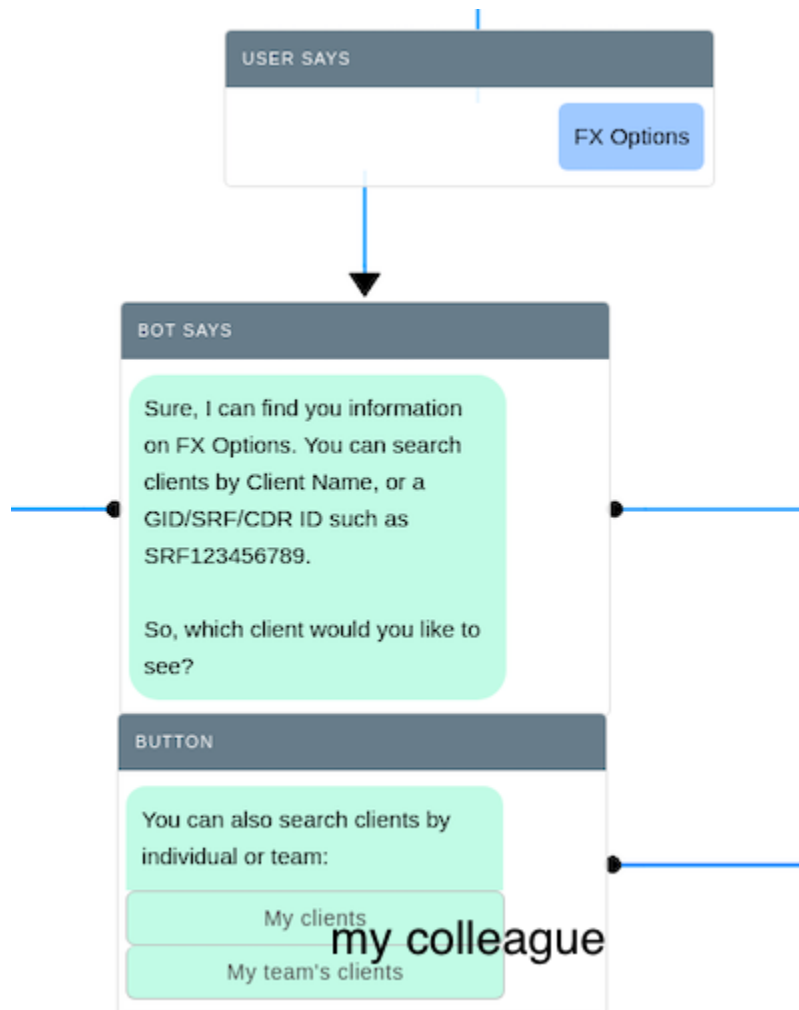 USER SAYS
FX Options
BOT SAYS
Sure, I can find you information
on FX Options. You can search
clients by Client Name, or a
GID/SRF/CDR ID such as
SRF123456789.
So, which client would you like to
see?
BUTTON
You can also search clients by
individual or team:
My clients
my colleague
My team's clients